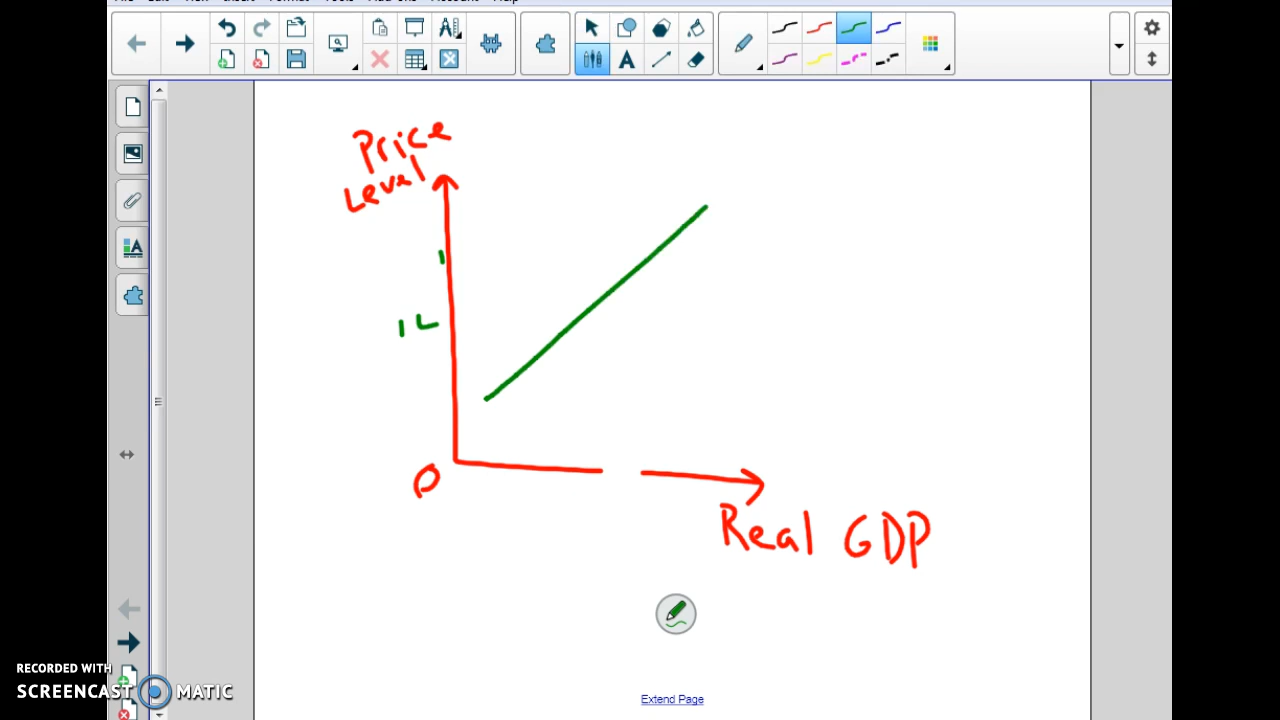 Price
Level
0
Real GDP
Extend Page
RECORDED WITH
SCREENCAST MATIC